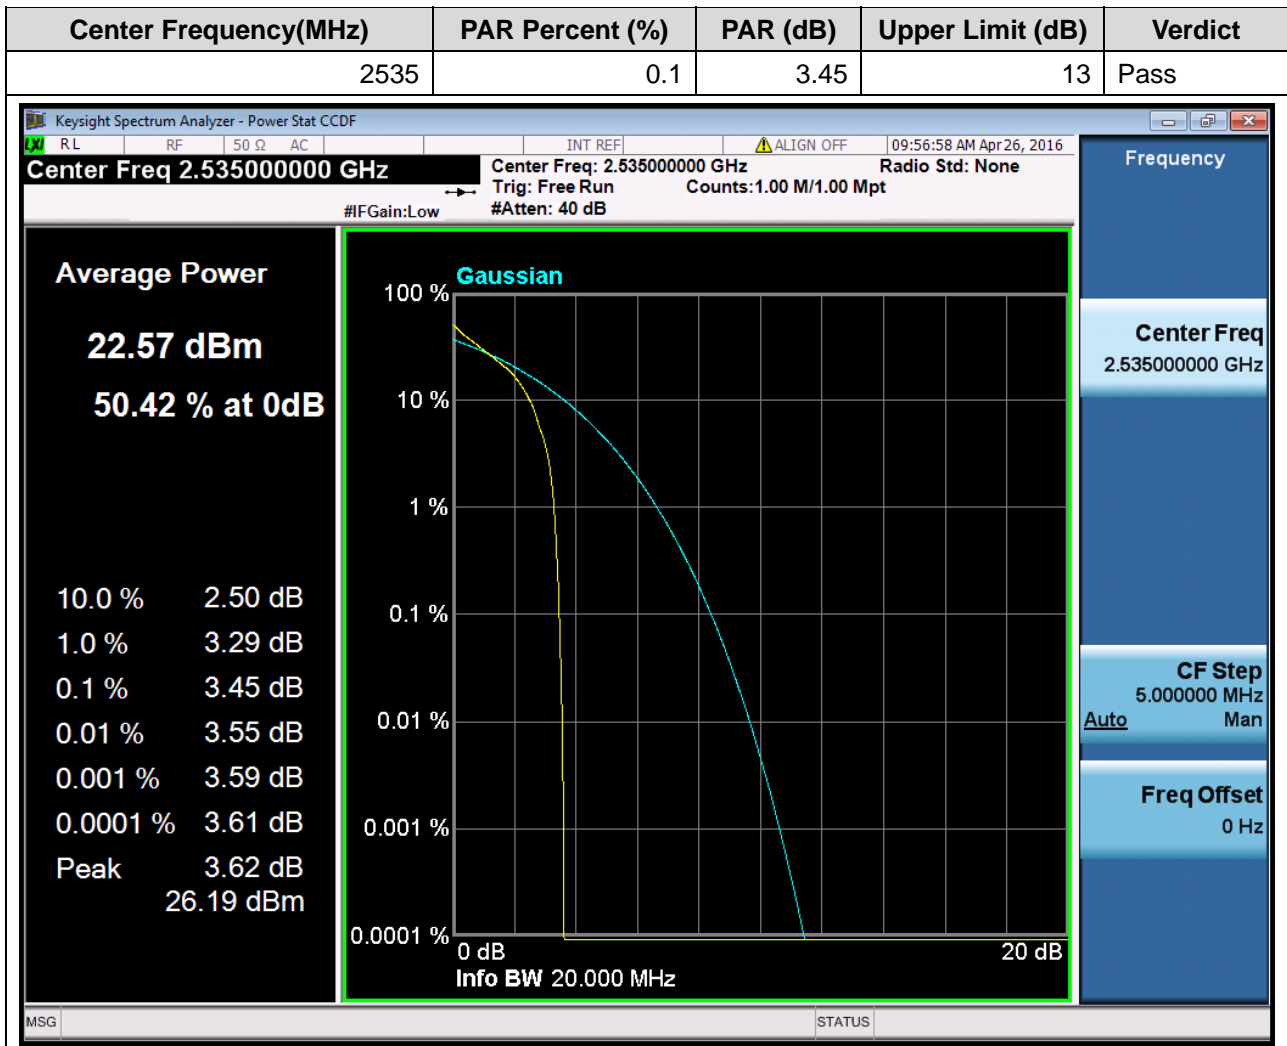 Center Frequency(MHz) PAR Percent (%) PAR (dB) Upper Limit (dB) Verdict
2535 0.1 3.45 13 Pass
Keysight Spectrum Analyzer - Power Stat CCDF
LXI RL RF 50 Ω AC INT REF ALIGN OFF 09:56:58 AM Apr 26, 2016
Center Freq 2.535000000 GHz
Center Freq: 2.535000000 GHz Radio Std: None
Trig: Free Run Counts:1.00 M/1.00 Mpt
#IFGain:Low #Atten: 40 dB
Average Power
22.57 dBm
50.42 % at 0dB
10.0 % 2.50 dB
1.0 % 3.29 dB
0.1 % 3.45 dB
0.01 % 3.55 dB
0.001 % 3.59 dB
0.0001 % 3.61 dB
Peak 3.62 dB
26.19 dBm
Gaussian
100 %
10 %
1 %
0.1 %
0.01 %
0.001 %
0.0001 %
0 dB 20 dB
Info BW 20.000 MHz
Frequency
Center Freq
2.535000000 GHz
CF Step
5.000000 MHz
Auto Man
Freq Offset
0 Hz
MSG STATUS